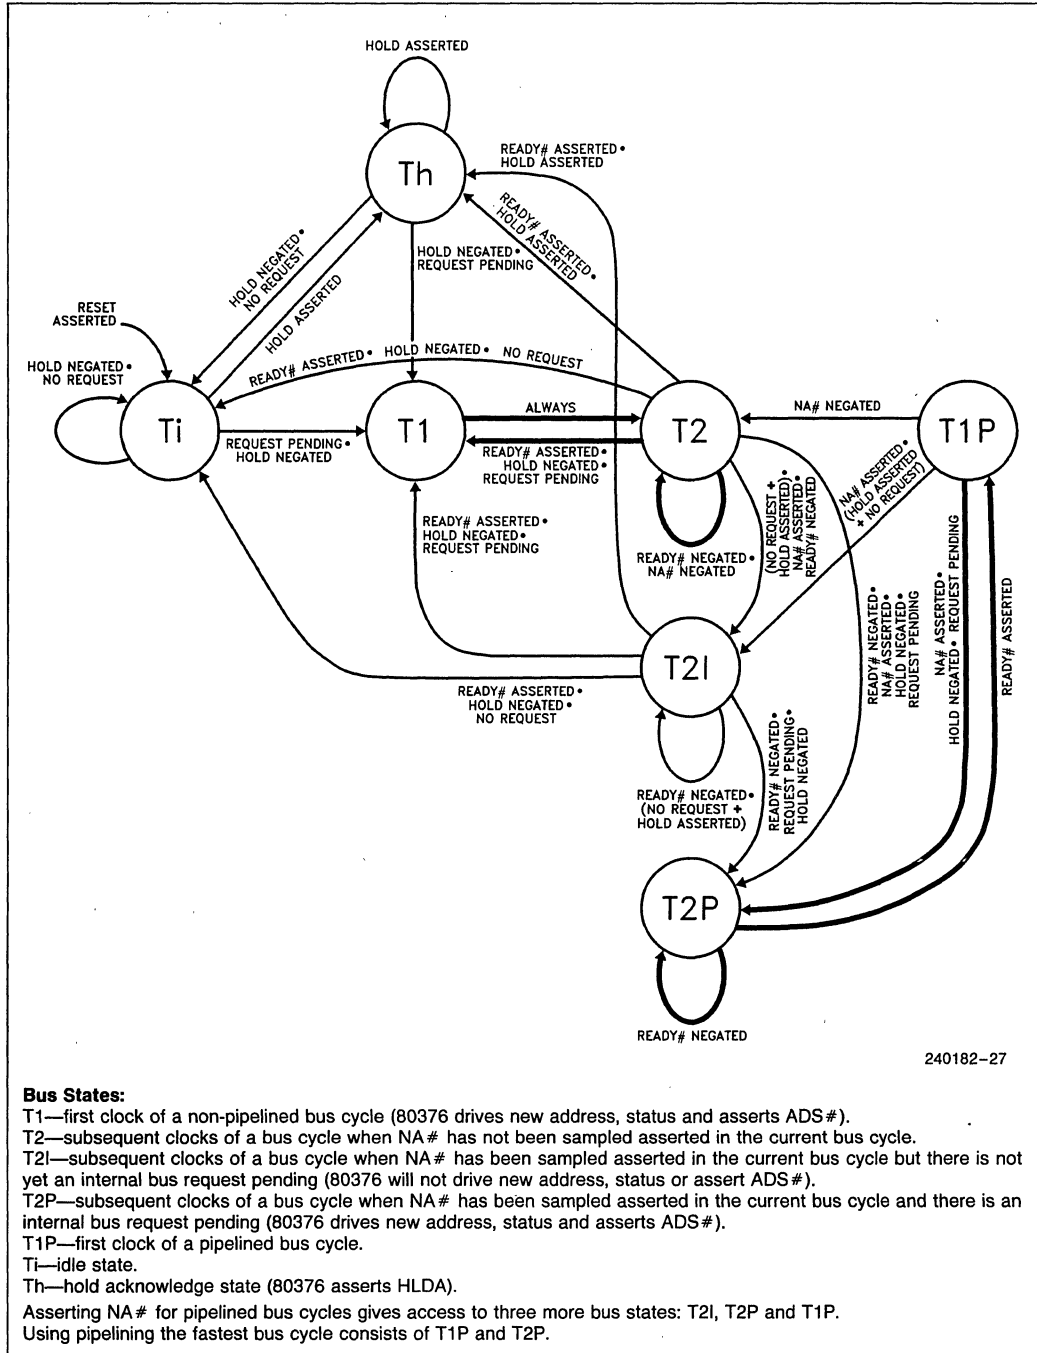 HOLD ASSERTED
Th
READY# ASSERTED•
HOLD ASSERTED
READY# ASSERTED•
HOLD ASSERTED
HOLD NEGATED•
NO REQUEST
HOLD ASSERTED
HOLD NEGATED•
REQUEST PENDING
RESET
ASSERTED
HOLD NEGATED•
NO REQUEST
READY# ASSERTED• HOLD NEGATED• NO REQUEST
Ti
REQUEST PENDING•
HOLD NEGATED
T1
ALWAYS
READY# ASSERTED•
HOLD NEGATED•
REQUEST PENDING
T2
NA# NEGATED
T1P
READY# NEGATED•
NA# NEGATED
(NO REQUEST +
HOLD ASSERTED)•
NA# ASSERTED•
READY# NEGATED
NA# ASSERTED•
(HOLD ASSERTED
+ NO REQUEST)
READY# ASSERTED•
HOLD NEGATED•
REQUEST PENDING
T2I
READY# ASSERTED•
HOLD NEGATED•
NO REQUEST
READY# NEGATED•
NA# ASSERTED•
HOLD NEGATED•
REQUEST PENDING
NA# ASSERTED•
HOLD NEGATED• REQUEST PENDING
READY# ASSERTED
READY# NEGATED•
(NO REQUEST +
HOLD ASSERTED)
READY# NEGATED•
REQUEST PENDING•
HOLD NEGATED
T2P
READY# NEGATED
240182–27
Bus States:
T1—first clock of a non-pipelined bus cycle (80376 drives new address, status and asserts ADS#).
T2—subsequent clocks of a bus cycle when NA# has not been sampled asserted in the current bus cycle.
T2I—subsequent clocks of a bus cycle when NA# has been sampled asserted in the current bus cycle but there is not
yet an internal bus request pending (80376 will not drive new address, status or assert ADS#).
T2P—subsequent clocks of a bus cycle when NA# has been sampled asserted in the current bus cycle and there is an
internal bus request pending (80376 drives new address, status and asserts ADS#).
T1P—first clock of a pipelined bus cycle.
Ti—idle state.
Th—hold acknowledge state (80376 asserts HLDA).
Asserting NA# for pipelined bus cycles gives access to three more bus states: T2I, T2P and T1P.
Using pipelining the fastest bus cycle consists of T1P and T2P.